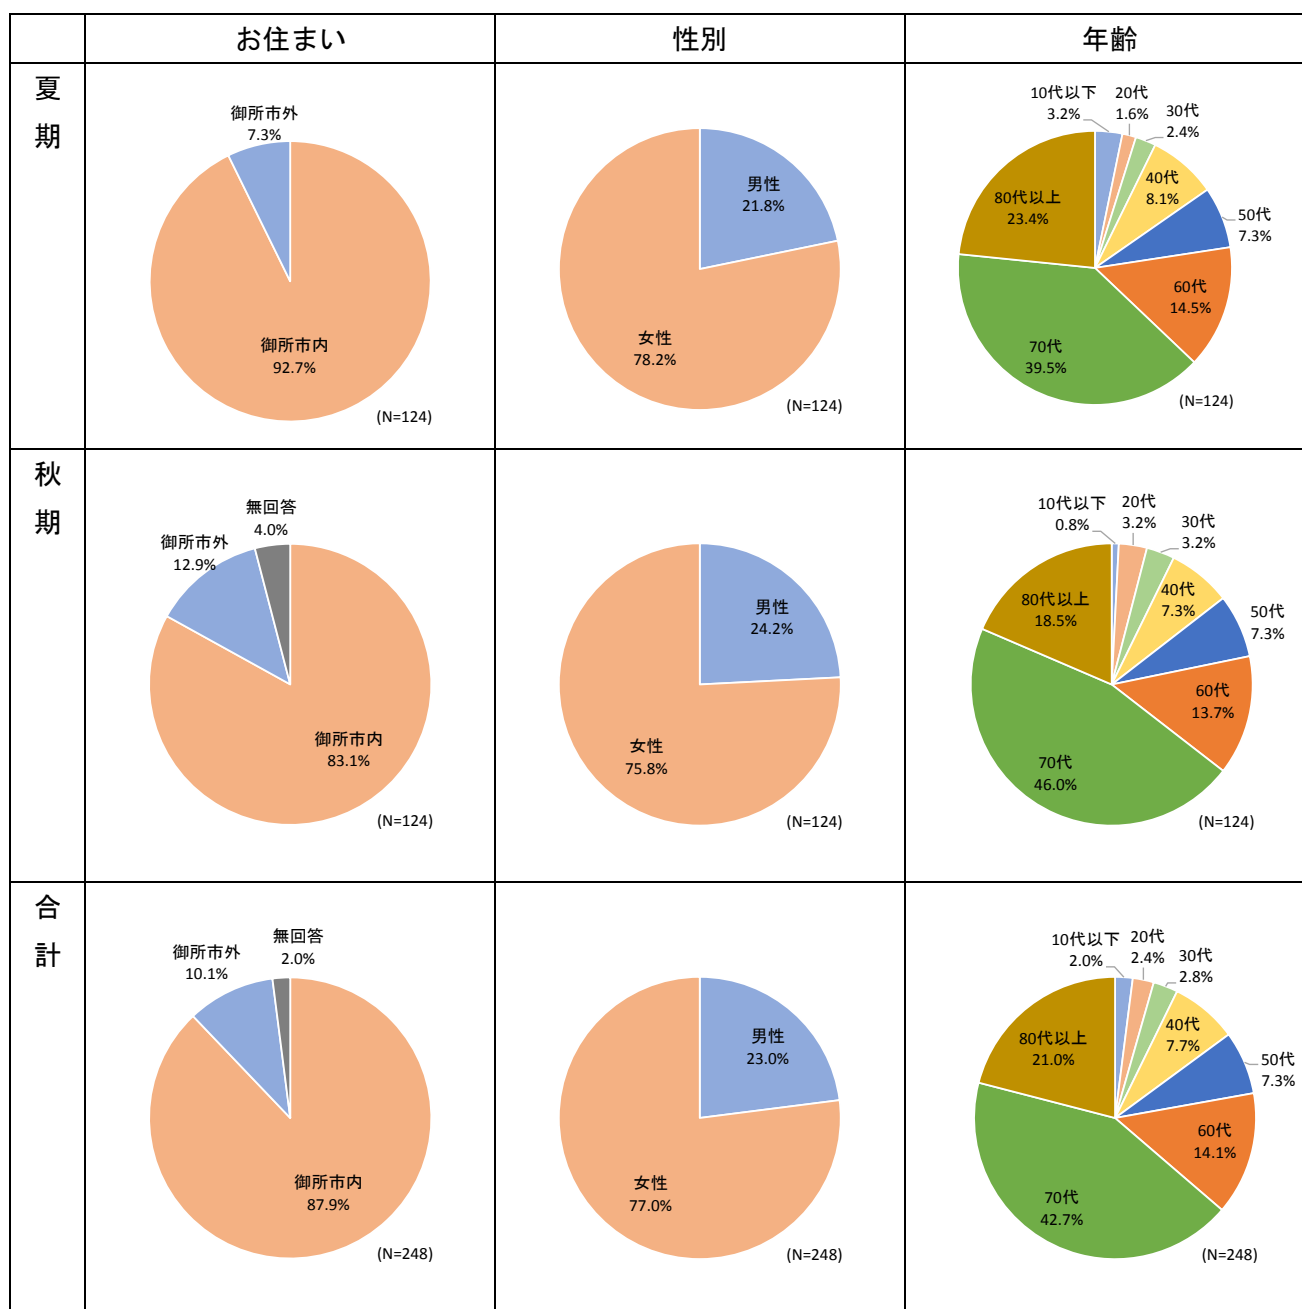 お住まい
性別
年齢
夏
期
御所市外
7.3%
御所市内
92.7%
(N=124)
男性
21.8%
女性
78.2%
(N=124)
10代以下
3.2%
20代
1.6%
30代
2.4%
40代
8.1%
50代
7.3%
60代
14.5%
70代
39.5%
80代以上
23.4%
(N=124)
秋
期
無回答
4.0%
御所市外
12.9%
御所市内
83.1%
(N=124)
男性
24.2%
女性
75.8%
(N=124)
10代以下
0.8%
20代
3.2%
30代
3.2%
40代
7.3%
50代
7.3%
60代
13.7%
70代
46.0%
80代以上
18.5%
(N=124)
合
計
無回答
2.0%
御所市外
10.1%
御所市内
87.9%
(N=248)
男性
23.0%
女性
77.0%
(N=248)
10代以下
2.0%
20代
2.4%
30代
2.8%
40代
7.7%
50代
7.3%
60代
14.1%
70代
42.7%
80代以上
21.0%
(N=248)